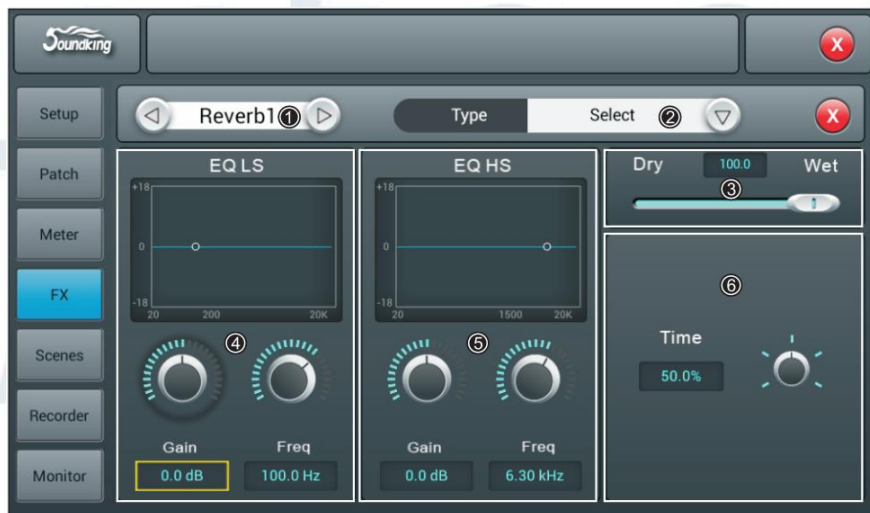 Soundking
X
Setup
Patch
Meter
FX
Scenes
Recorder
Monitor
Reverb1 ①
Type
Select ②
X
EQ LS
+18
0
-18
20 200 20K
④
Gain Freq
0.0 dB 100.0 Hz
EQ HS
+18
0
-18
20 1500 20K
⑤
Gain Freq
0.0 dB 6.30 kHz
Dry 100.0 Wet
③
⑥
Time
50.0%